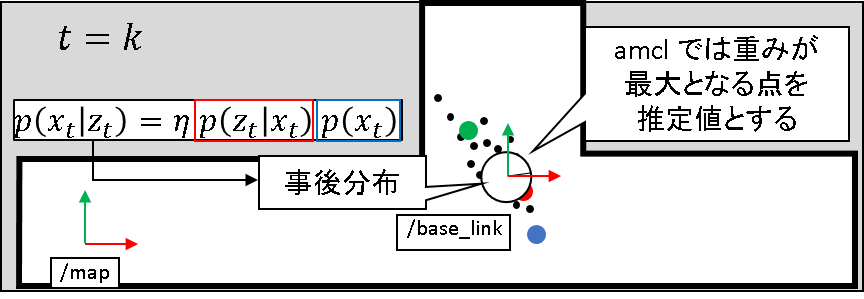 t = k
amcl では重みが
最大となる点を
推定値とする
p(x_t|z_t) = η p(z_t|x_t) p(x_t)
事後分布
/base_link
/map